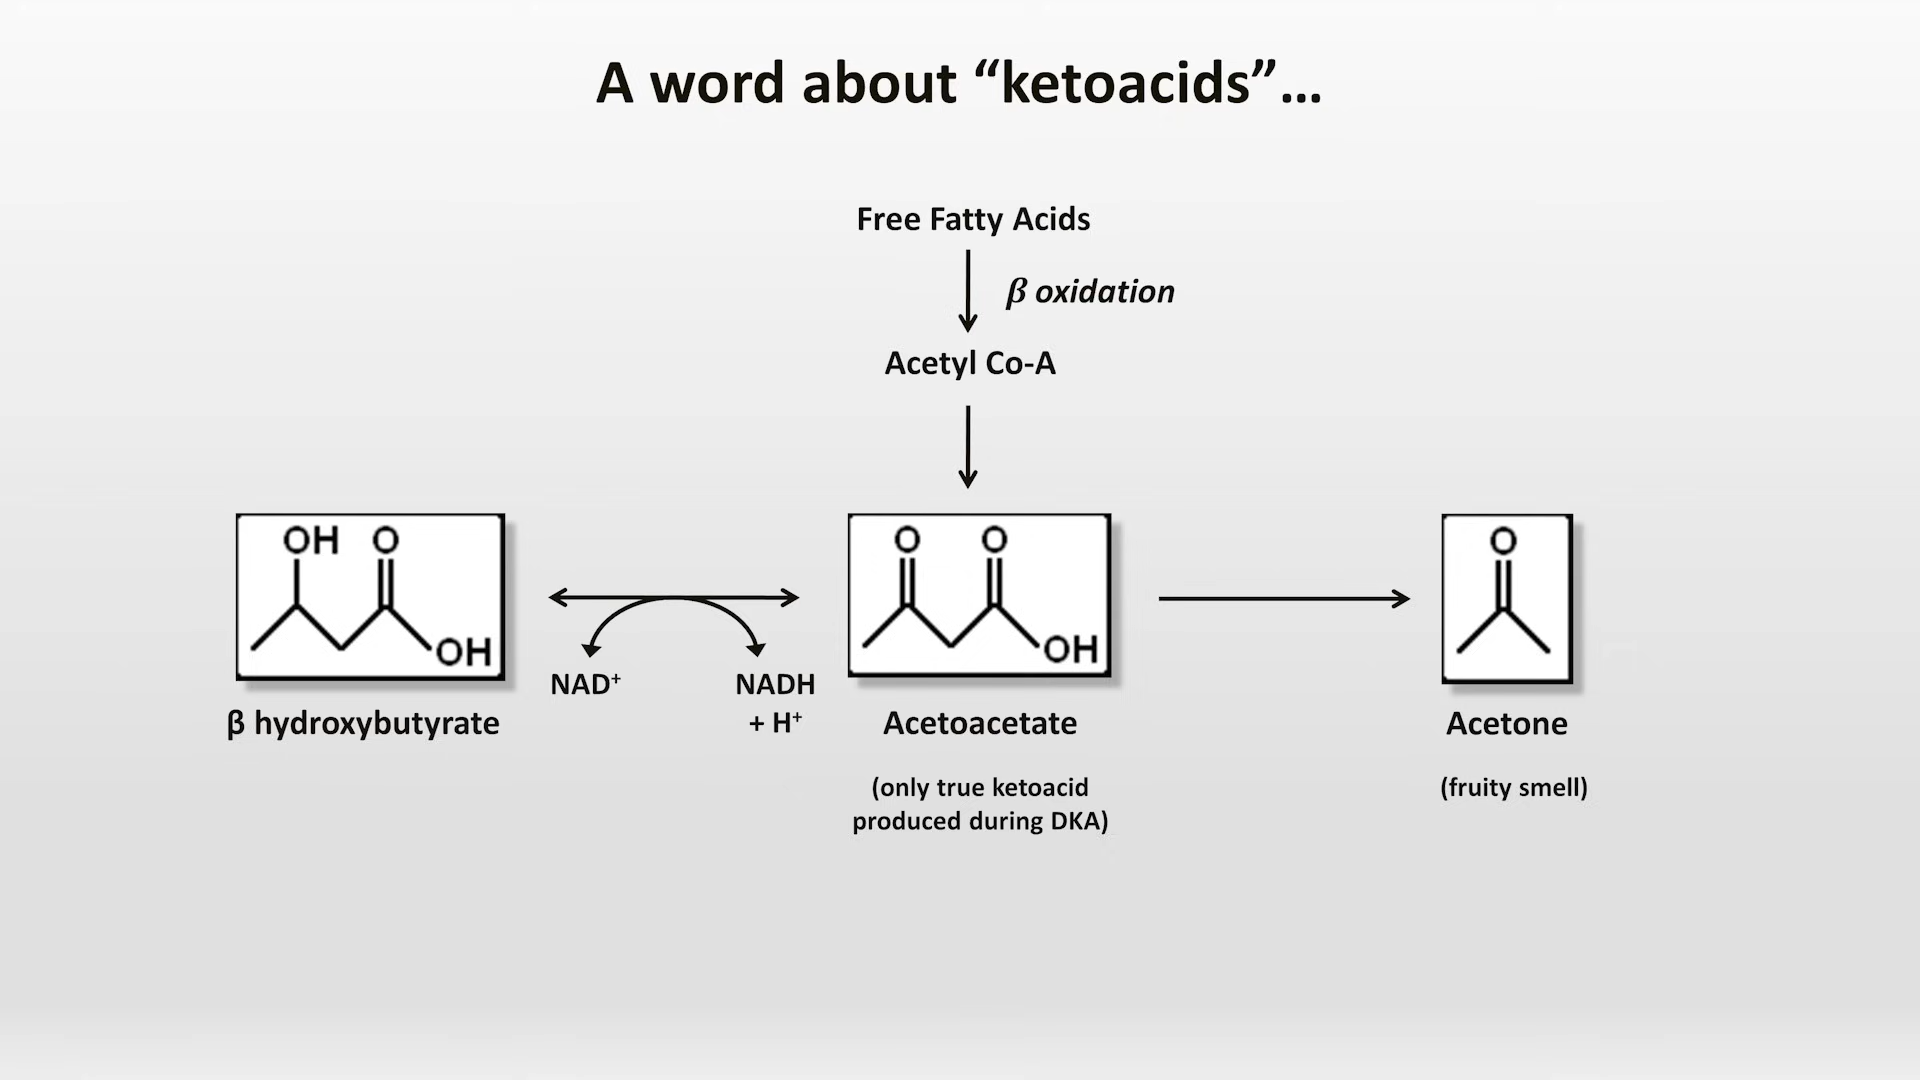 A word about “ketoacids”...
Free Fatty Acids
β oxidation
Acetyl Co-A
OH O
OH
β hydroxybutyrate
NAD⁺
NADH
+ H⁺
O O
OH
Acetoacetate
(only true ketoacid
produced during DKA)
O
Acetone
(fruity smell)